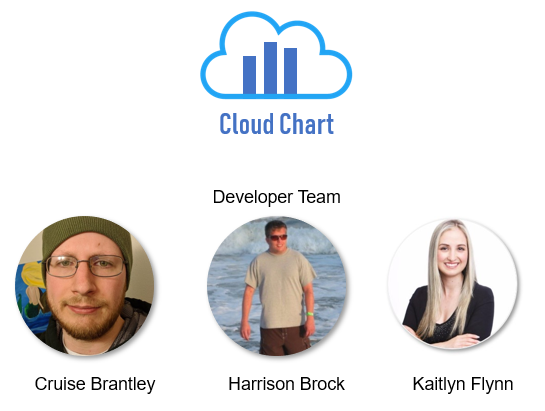 Cloud Chart
Developer Team
Cruise Brantley
Harrison Brock
Kaitlyn Flynn